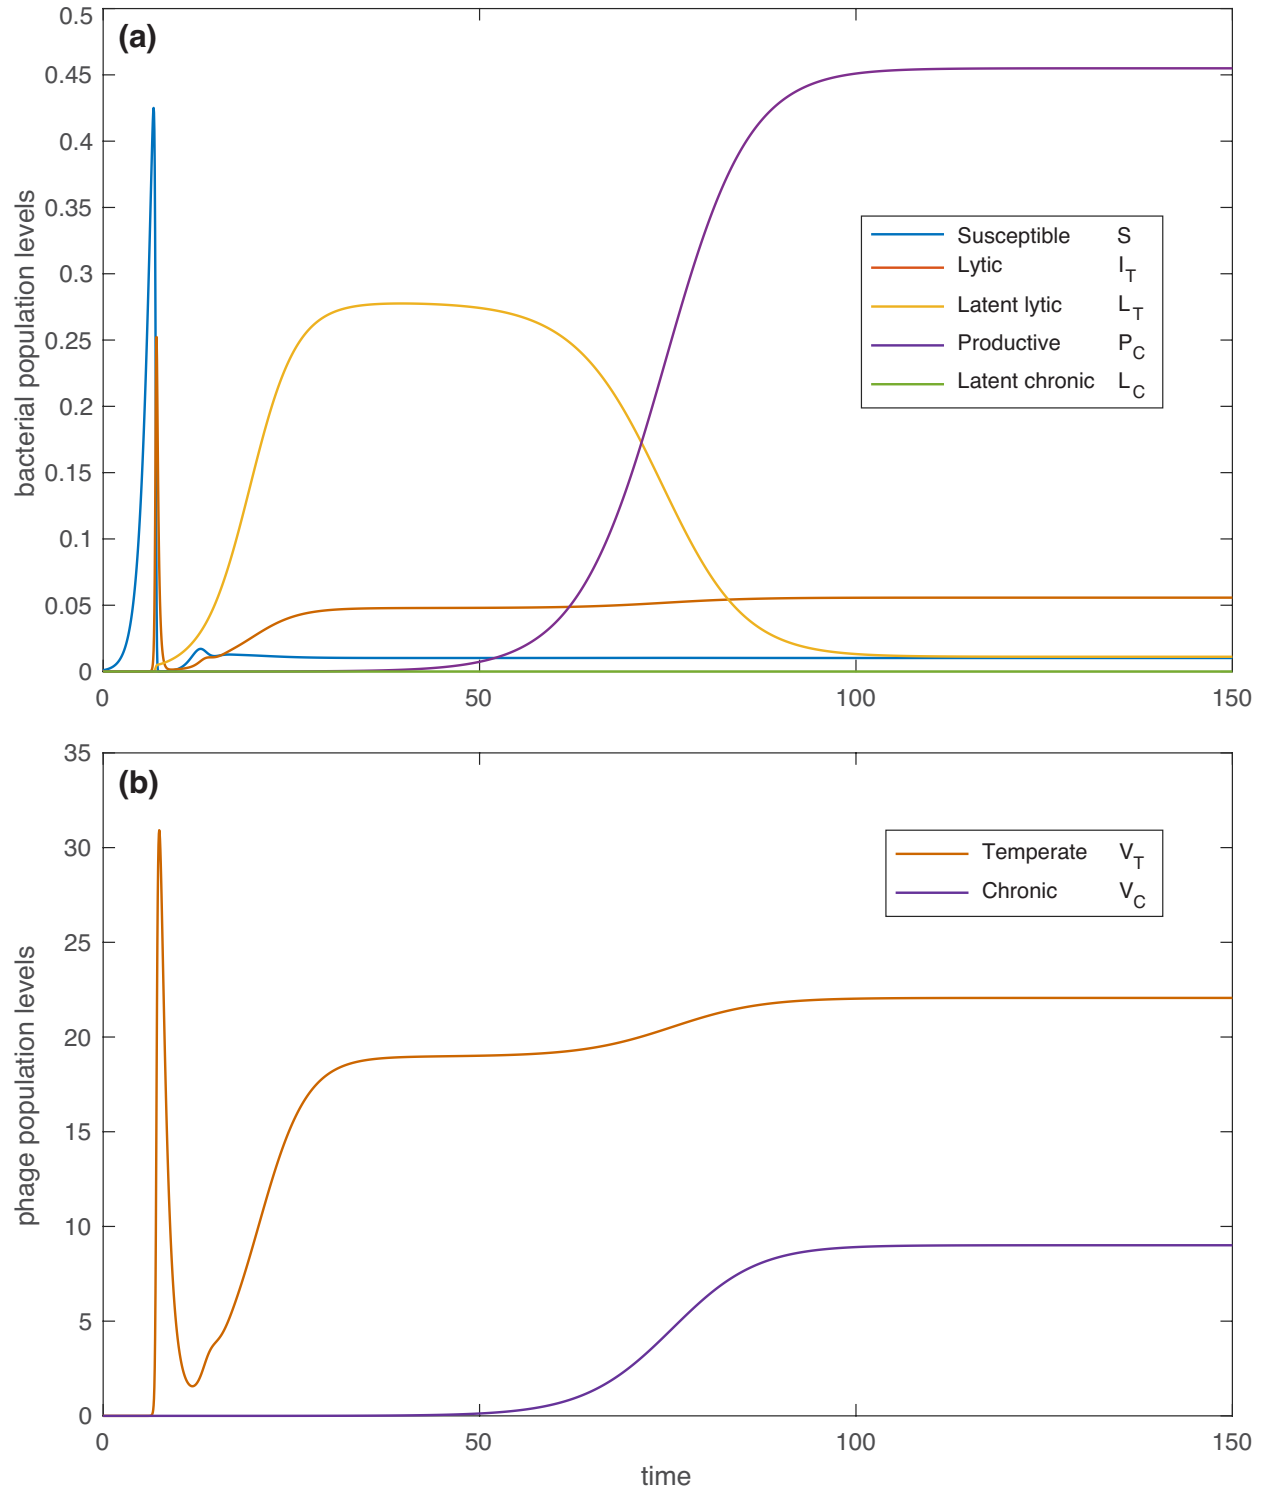 (a)
0.5
0.45
0.4
0.35
0.3
0.25
0.2
0.15
0.1
0.05
0
bacterial population levels
Susceptible S
Lytic I_T
Latent lytic L_T
Productive P_C
Latent chronic L_C
0 50 100 150
(b)
35
30
25
20
15
10
5
0
phage population levels
Temperate V_T
Chronic V_C
0 50 100 150
time